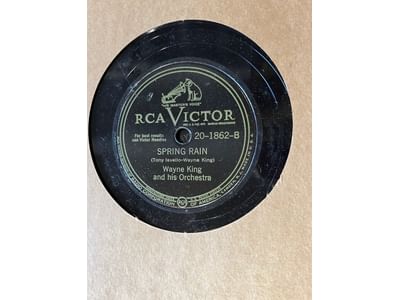 "HIS MASTER'S VOICE"
RCA VICTOR
For best results
use Victor Needles
20-1862-B
SPRING RAIN
(Tony Iavello-Wayne King)
Wayne King
and his Orchestra